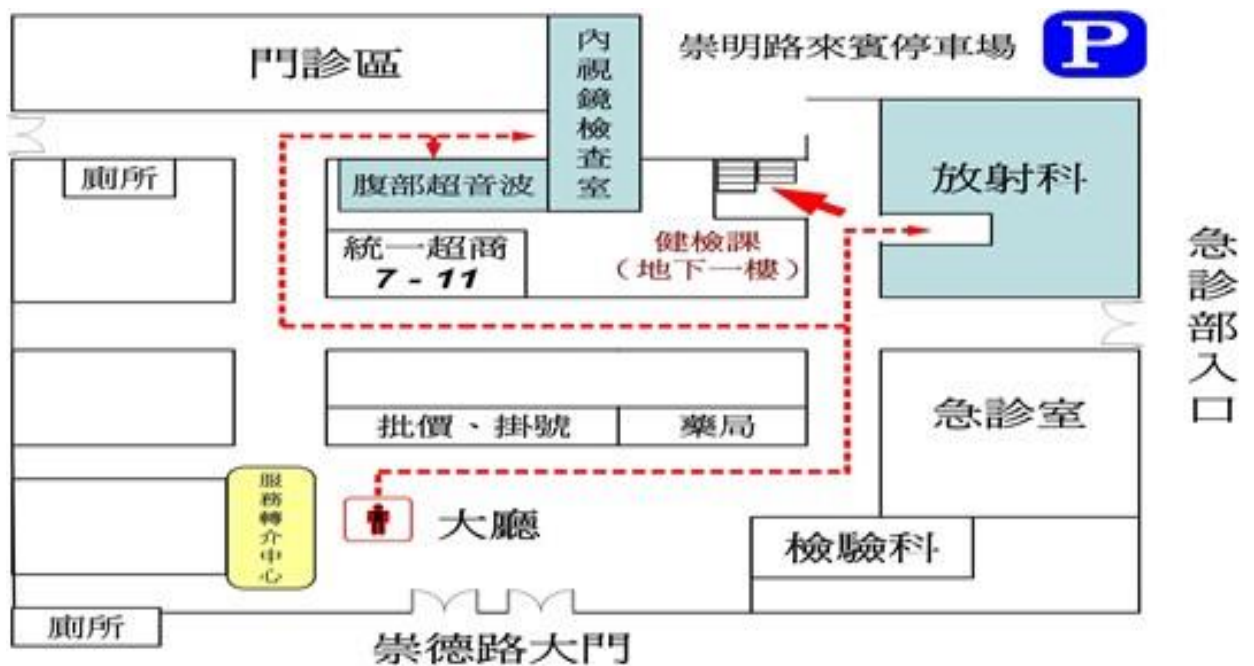 崇明路來賓停車場
P
門診區
內視鏡檢查室
廁所
腹部超音波
放射科
統一超商
7 - 11
健檢課
（地下一樓）
急診部入口
批價、掛號
藥局
急診室
服務轉介中心
大廳
檢驗科
廁所
崇德路大門